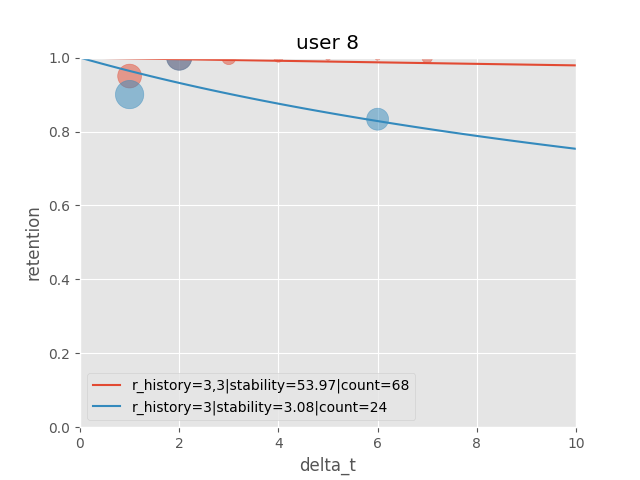 user 8
retention
1.0
0.8
0.6
0.4
0.2
0.0
r_history=3,3|stability=53.97|count=68
r_history=3|stability=3.08|count=24
0 2 4 6 8 10
delta_t